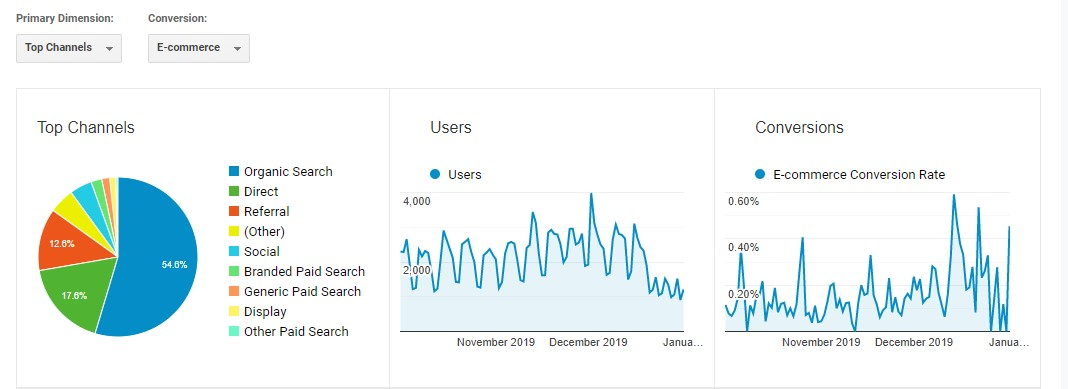 Primary Dimension:
Conversion:
Top Channels
E-commerce
Top Channels
54.6%
17.6%
12.6%
Organic Search
Direct
Referral
(Other)
Social
Branded Paid Search
Generic Paid Search
Display
Other Paid Search
Users
Users
4,000
2,000
November 2019
December 2019
Janua...
Conversions
E-commerce Conversion Rate
0.60%
0.40%
0.20%
November 2019
December 2019
Janua...